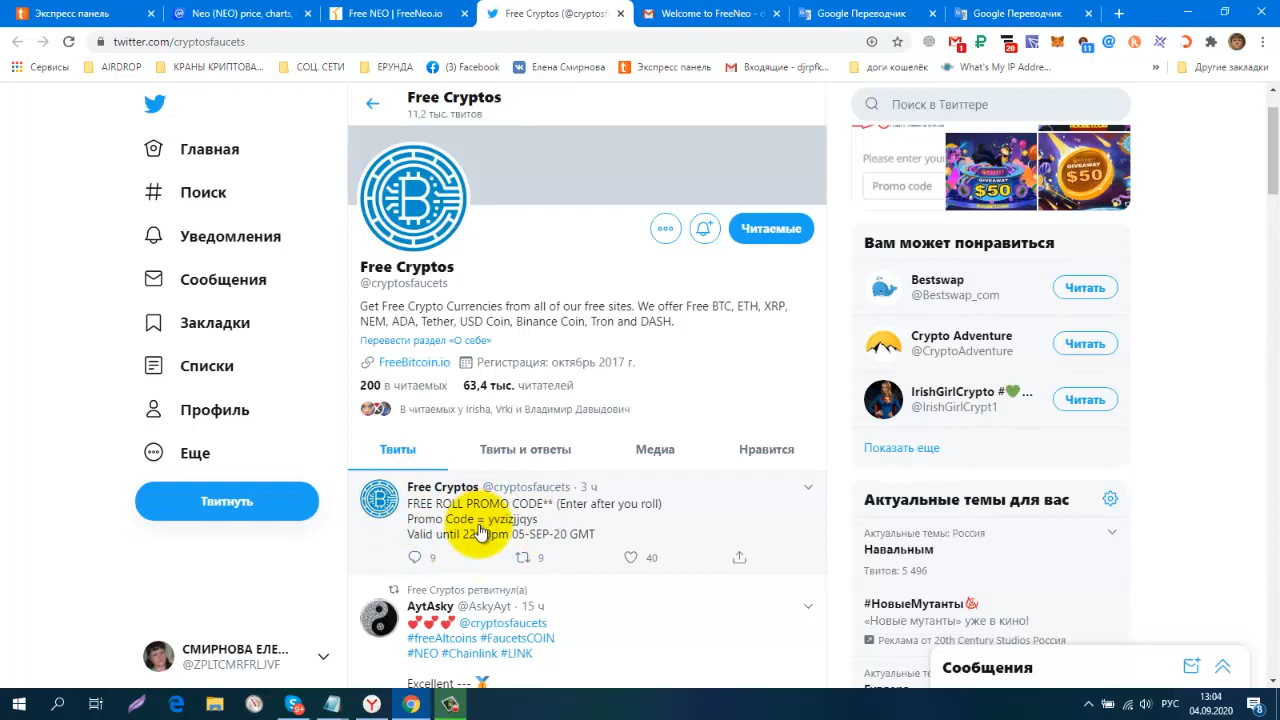 Экспресс панель
Neo (NEO) price, charts,
Free NEO | FreeNeo.io
Free Cryptos (@cryptosf
Welcome to FreeNeo -
Google Переводчик
Google Переводчик
twitter.com/cryptosfaucets
1
20
11
Сервисы
AIRDROP
КРАНЫ КРИПТОВА...
СОЦ. СЕТИ
ЕРУНДА
(3) Facebook
Елена Смирнова
Экспресс панель
Входящие - djrpfk...
доги кошелёк
What's My IP Addre...
»
Другие закладки
Free Cryptos
11,2 тыс. твитов
Поиск в Твиттере
Главная
Поиск
Уведомления
Сообщения
Закладки
Списки
Профиль
Еще
Твитнуть
СМИРНОВА ЕЛЕ...
@ZPLTCMRFRLJVF
Читаемые
Free Cryptos
@cryptosfaucets
Get Free Crypto Currencies from all of our free sites. We offer Free BTC, ETH, XRP,
NEM, ADA, Tether, USD Coin, Binance Coin, Tron and DASH.
Перевести раздел «О себе»
FreeBitcoin.io Регистрация: октябрь 2017 г.
200 в читаемых 63,4 тыс. читателей
В читаемых у Irisha, Vrki и Владимир Давыдович
Твиты
Твиты и ответы
Медиа
Нравится
Free Cryptos @cryptosfaucets · 3 ч
FREE ROLL PROMO CODE** (Enter after you roll)
Promo Code = yvzizjjqys
Valid until 05-SEP-20 GMT
9
9
40
Free Cryptos ретвитнул(а)
AytAsky @AskyAyt · 15 ч
@cryptosfaucets
#freeAltcoins #FaucetsCOIN
#NEO #Chainlink #LINK
Excellent ---
Please enter your
Promo code
GIVEAWAY
$50
GIVEAWAY
$50
Вам может понравиться
Bestswap
@Bestswap_com
Читать
Crypto Adventure
@CryptoAdventure
Читать
IrishGirlCrypto #💚 ...
@IrishGirlCrypt1
Читать
Показать еще
Актуальные темы для вас
Актуальные темы: Россия
Навальным
Твитов: 5 496
#НовыеМутанты
«Новые мутанты» уже в кино!
Реклама от 20th Century Studios Россия
Актуальные те
Сообщения
РУС
13:04
04.09.2020
8